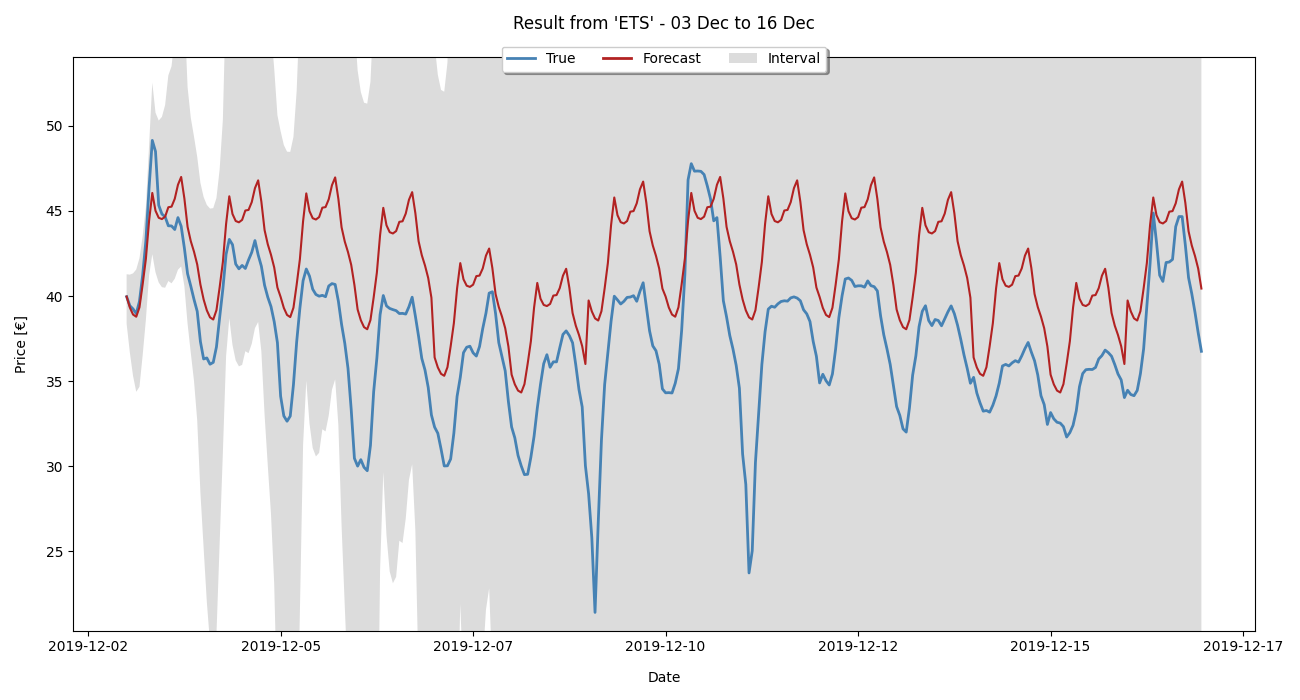 Result from 'ETS' - 03 Dec to 16 Dec
True Forecast Interval
Price [€]
50
45
40
35
30
25
2019-12-02 2019-12-05 2019-12-07 2019-12-10 2019-12-12 2019-12-15 2019-12-17
Date